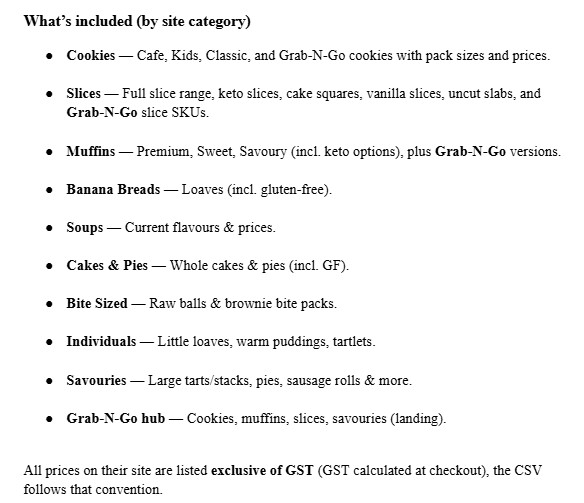 What’s included (by site category)
● Cookies — Cafe, Kids, Classic, and Grab-N-Go cookies with pack sizes and prices.
● Slices — Full slice range, keto slices, cake squares, vanilla slices, uncut slabs, and
Grab-N-Go slice SKUs.
● Muffins — Premium, Sweet, Savoury (incl. keto options), plus Grab-N-Go versions.
● Banana Breads — Loaves (incl. gluten-free).
● Soups — Current flavours & prices.
● Cakes & Pies — Whole cakes & pies (incl. GF).
● Bite Sized — Raw balls & brownie bite packs.
● Individuals — Little loaves, warm puddings, tartlets.
● Savouries — Large tarts/stacks, pies, sausage rolls & more.
● Grab-N-Go hub — Cookies, muffins, slices, savouries (landing).
All prices on their site are listed exclusive of GST (GST calculated at checkout), the CSV
follows that convention.